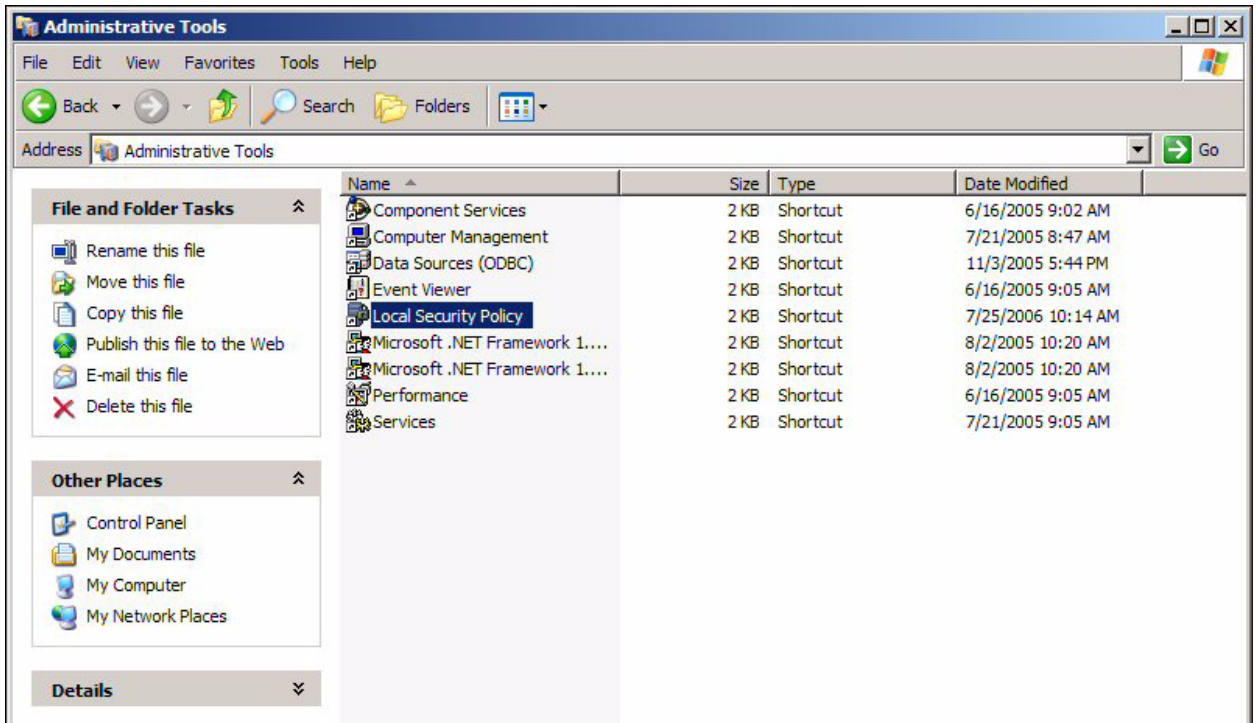 Administrative Tools
File Edit View Favorites Tools Help
Back Search Folders
Address Administrative Tools Go
File and Folder Tasks
Rename this file
Move this file
Copy this file
Publish this file to the Web
E-mail this file
Delete this file
Other Places
Control Panel
My Documents
My Computer
My Network Places
Details
Name Size Type Date Modified
Component Services 2 KB Shortcut 6/16/2005 9:02 AM
Computer Management 2 KB Shortcut 7/21/2005 8:47 AM
Data Sources (ODBC) 2 KB Shortcut 11/3/2005 5:44 PM
Event Viewer 2 KB Shortcut 6/16/2005 9:05 AM
Local Security Policy 2 KB Shortcut 7/25/2006 10:14 AM
Microsoft .NET Framework 1.... 2 KB Shortcut 8/2/2005 10:20 AM
Microsoft .NET Framework 1.... 2 KB Shortcut 8/2/2005 10:20 AM
Performance 2 KB Shortcut 6/16/2005 9:05 AM
Services 2 KB Shortcut 7/21/2005 9:05 AM